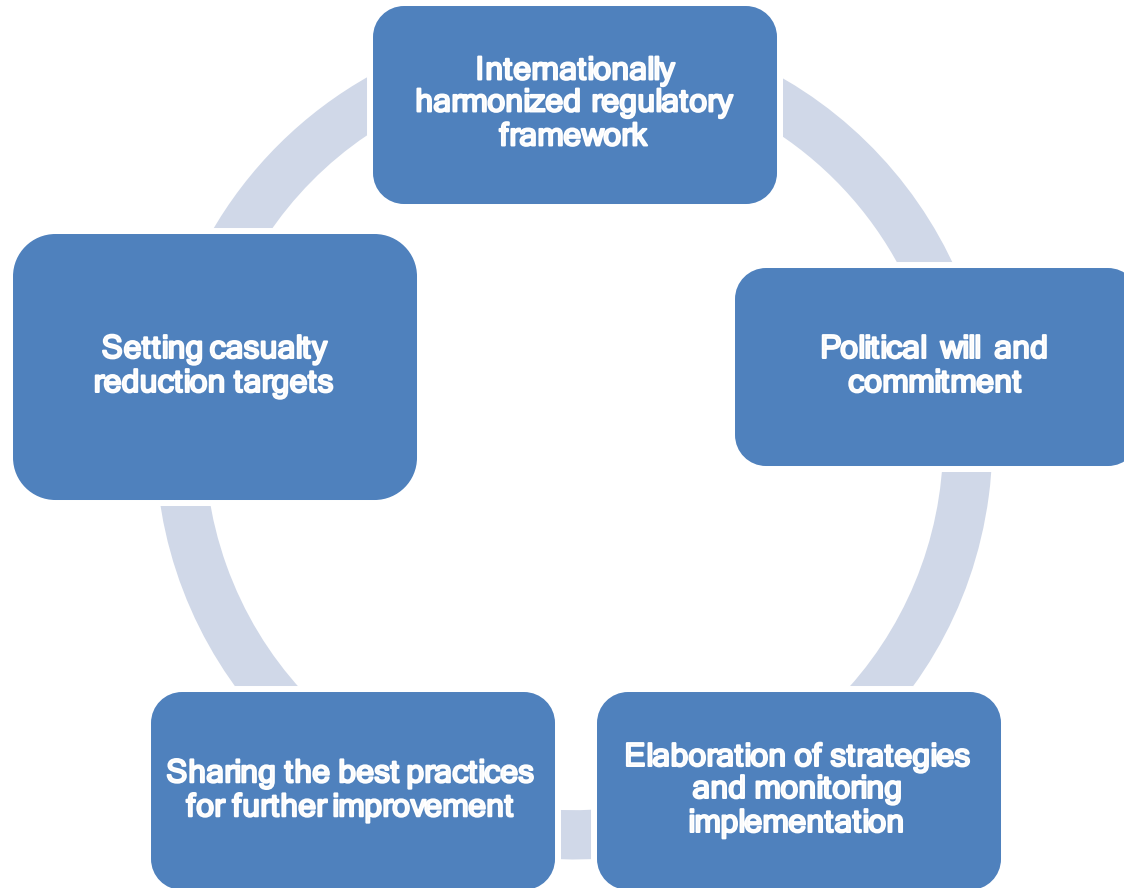 Internationally
harmonized regulatory
framework
Political will and
commitment
Elaboration of strategies
and monitoring
implementation
Sharing the best practices
for further improvement
Setting casualty
reduction targets